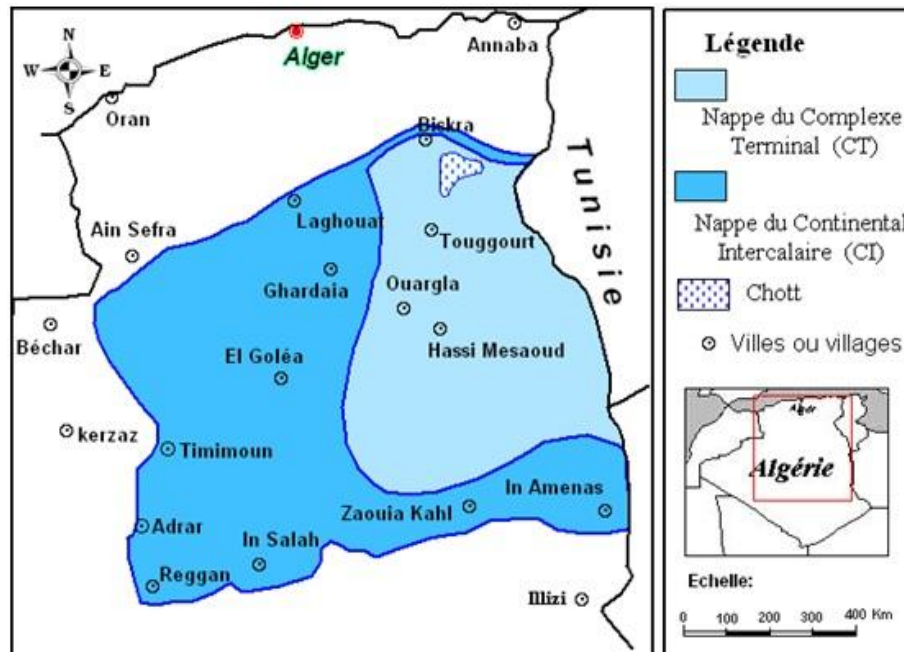 N
W E
S
Alger
Annaba
Oran
Biskra
Tunisie
Laghouat
Ain Sefra
Touggourt
Ghardaia
Ouargla
Béchar
Hassi Mesaoud
El Goléa
kerzaz
Timimoun
In Amenas
Zaouia Kahl
Adrar
In Salah
Reggan
Illizi
Légende
Nappe du Complexe
Terminal (CT)
Nappe du Continental
Intercalaire (CI)
Chott
Villes ou villages
Alger
Algérie
Echelle:
0 100 200 300 400 Km